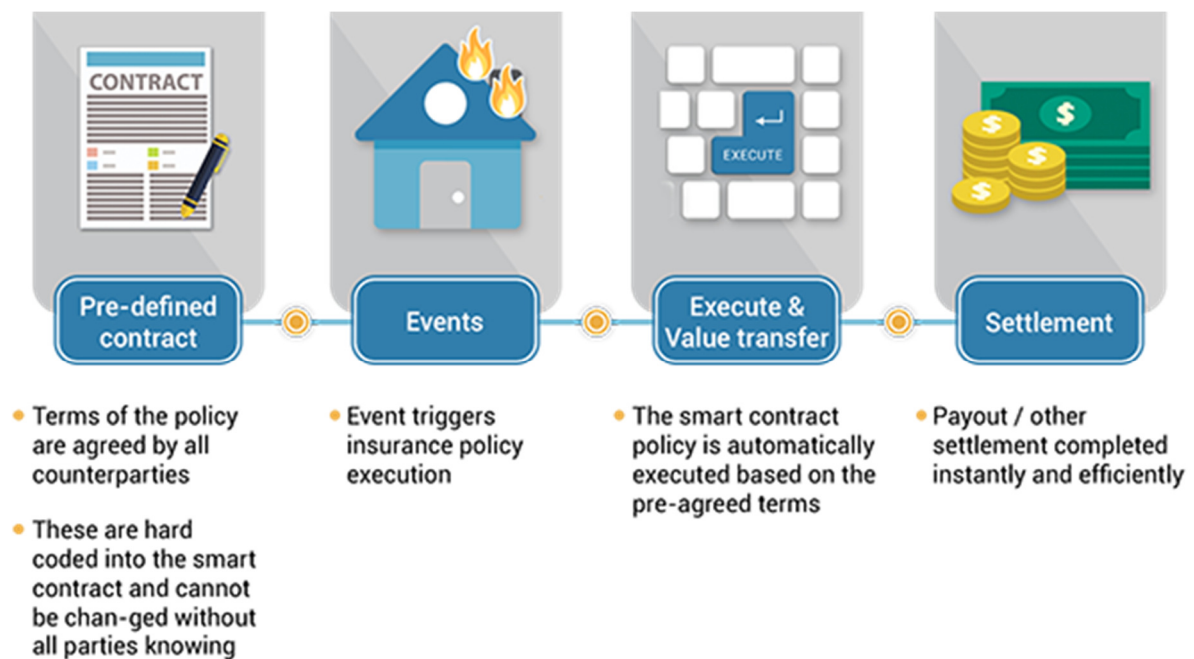 CONTRACT
EXECUTE
Pre-defined
contract
Events
Execute &
Value transfer
Settlement
Terms of the policy
are agreed by all
counterparties
These are hard
coded into the smart
contract and cannot
be chan-ged without
all parties knowing
Event triggers
insurance policy
execution
The smart contract
policy is automatically
executed based on the
pre-agreed terms
Payout / other
settlement completed
instantly and efficiently